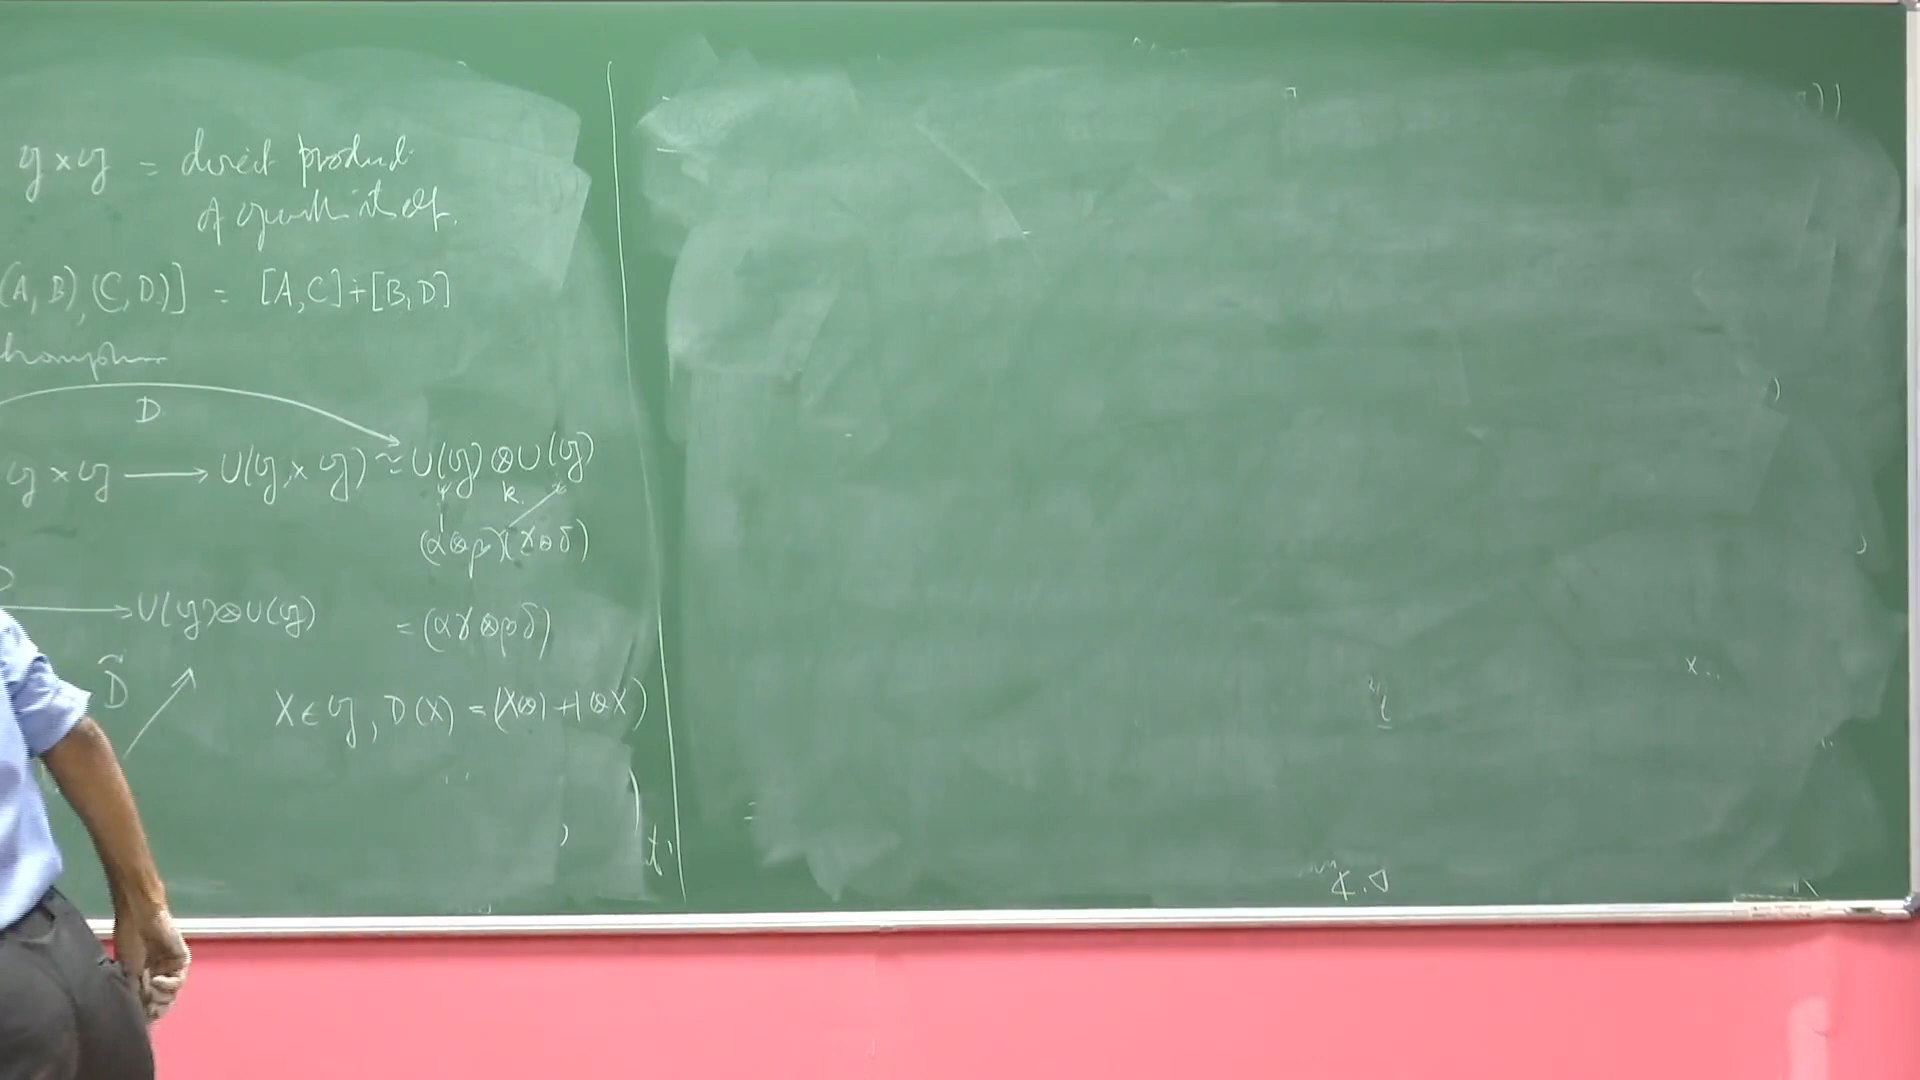 𝔤 × 𝔤 = direct product
of 𝔤 with itself.
(A, B), (C, D)] = [A,C]+[B,D]
D
𝔤 × 𝔤 ⟶ U(𝔤 × 𝔤) ≃ U(𝔤) ⊗ U(𝔤)
k
(α⊗β)(γ⊗δ)
⟶ U(𝔤)⊗U(𝔤)
= (αγ ⊗ βδ)
D̃
X ∈ 𝔤, D(X) = (X⊗1 + 1⊗X)